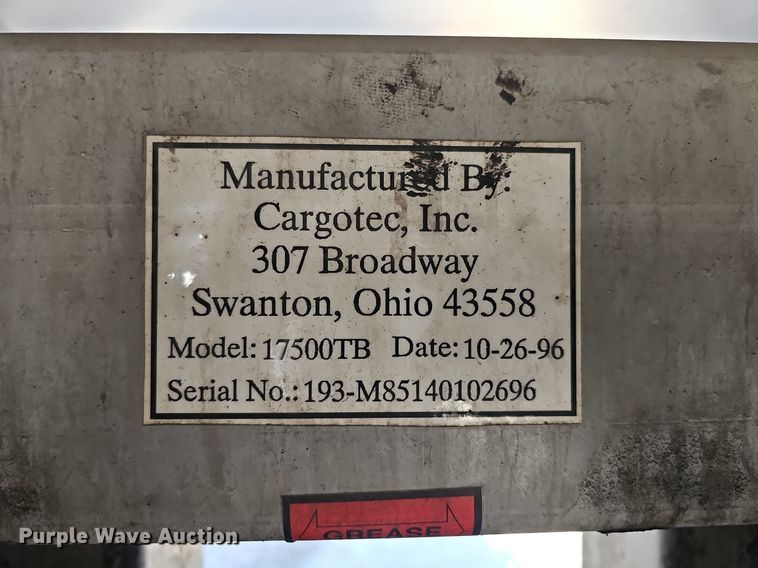 Manufactured By:
Cargotec, Inc.
307 Broadway
Swanton, Ohio 43558
Model: 17500TB Date: 10-26-96
Serial No.: 193-M85140102696
GREASE
Purple Wave Auction